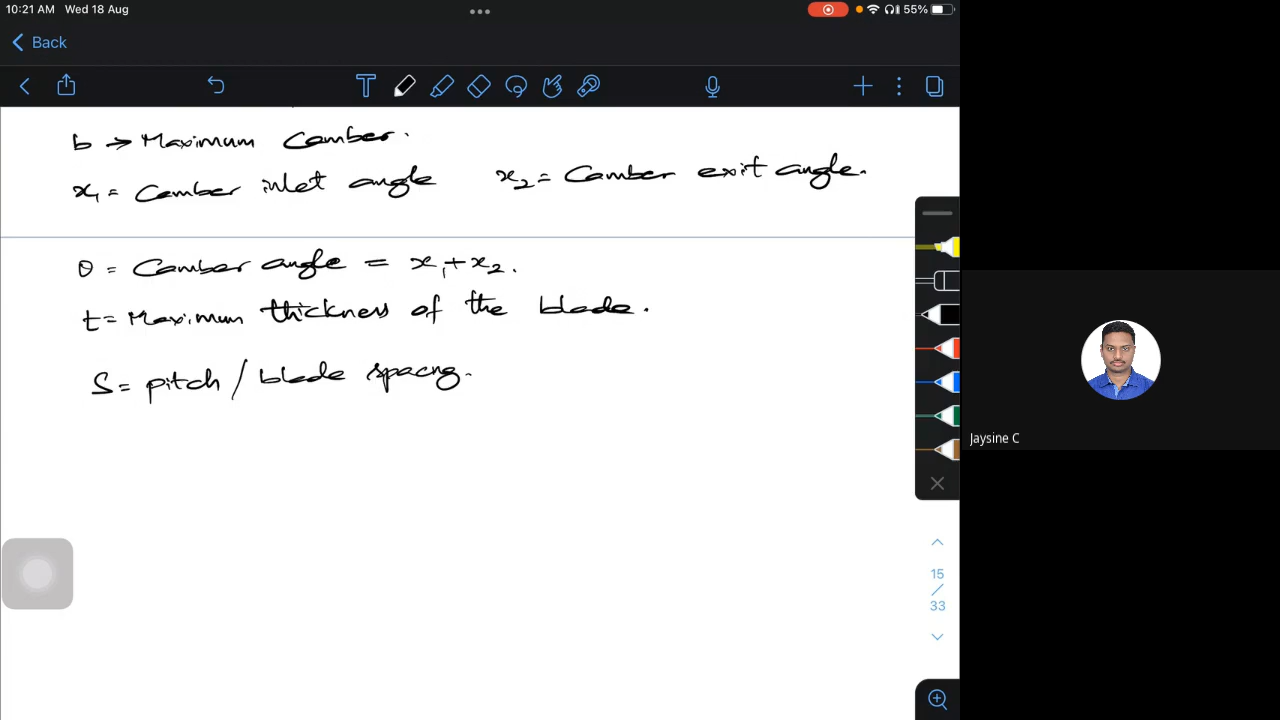 10:21 AM Wed 18 Aug
55%
Back
b → Maximum Camber.
x₁ = Camber inlet angle x₂ = Camber exit angle.
θ = Camber angle = x₁ + x₂.
t = Maximum thickness of the blade.
S = pitch / blade spacng.
15
/
33
Jaysine C